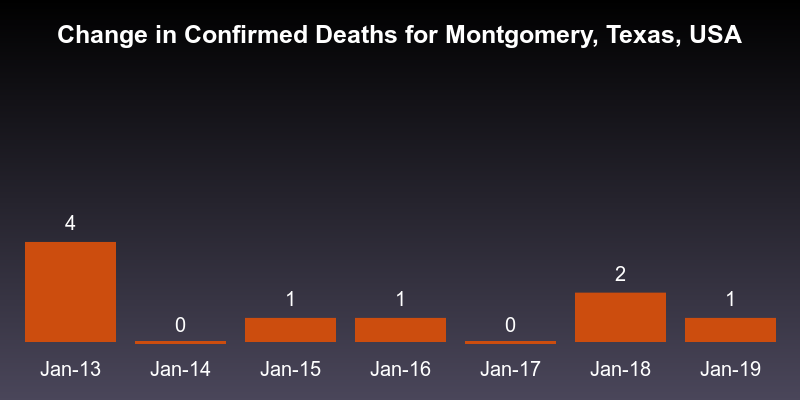 Change in Confirmed Deaths for Montgomery, Texas, USA
4 0 1 1 0 2 1
Jan-13 Jan-14 Jan-15 Jan-16 Jan-17 Jan-18 Jan-19